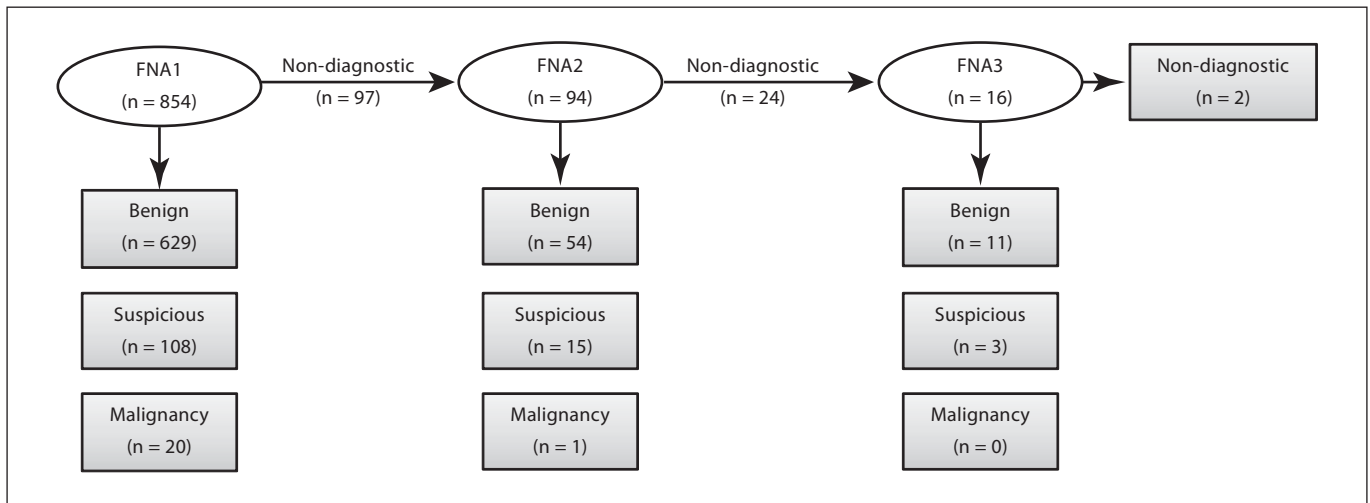 FNA1
(n = 854)
Non-diagnostic
(n = 97)
FNA2
(n = 94)
Non-diagnostic
(n = 24)
FNA3
(n = 16)
Non-diagnostic
(n = 2)
Benign
(n = 629)
Benign
(n = 54)
Benign
(n = 11)
Suspicious
(n = 108)
Suspicious
(n = 15)
Suspicious
(n = 3)
Malignancy
(n = 20)
Malignancy
(n = 1)
Malignancy
(n = 0)